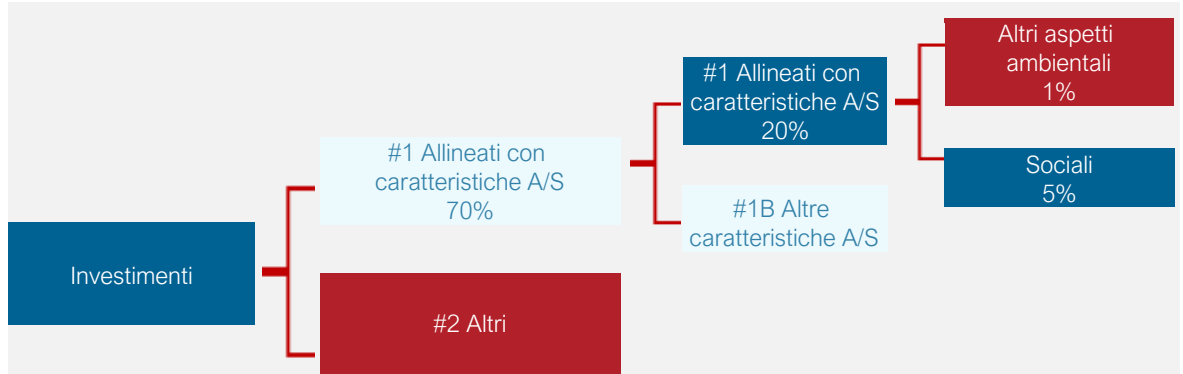 Investimenti
#1 Allineati con
caratteristiche A/S
70%
#2 Altri
#1 Allineati con
caratteristiche A/S
20%
#1B Altre
caratteristiche A/S
Altri aspetti
ambientali
1%
Sociali
5%